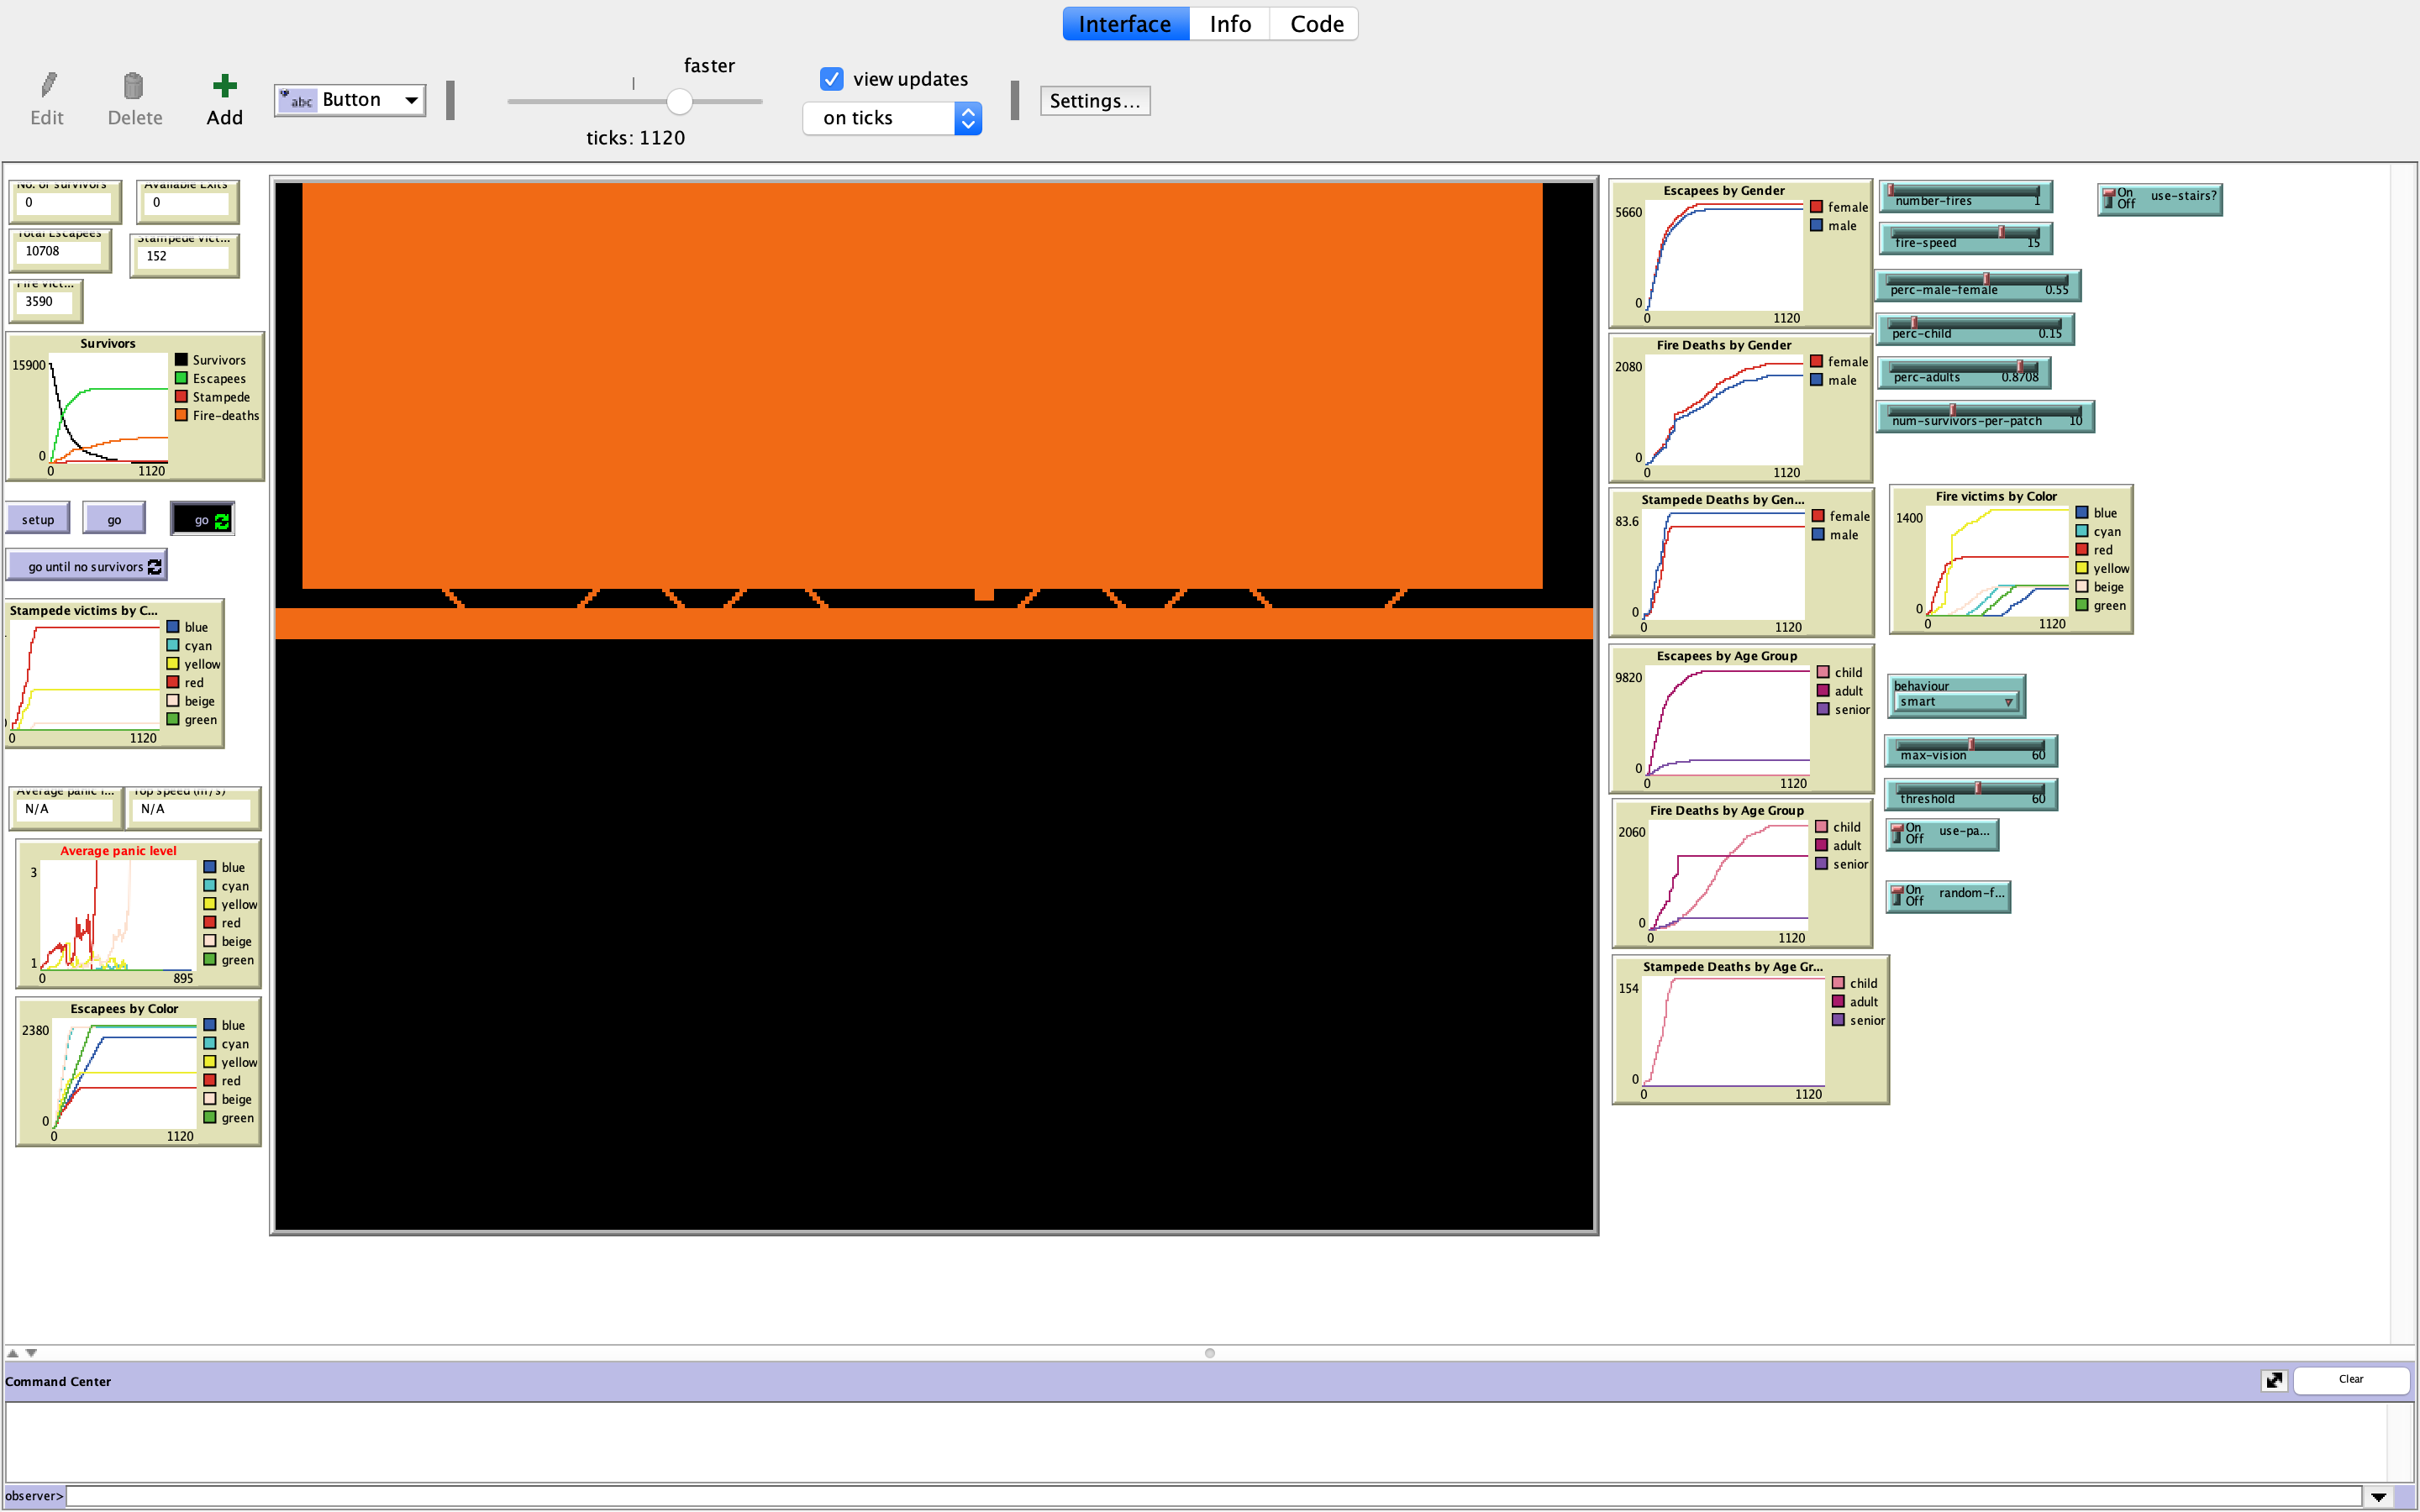 Interface Info Code
Edit
Delete
Add
abc Button
faster
ticks: 1120
view updates
on ticks
Settings...
No. of survivors
0
Available Exits
0
Total Escapees
10708
Stampede vict...
152
Fire vict...
3590
Survivors
15900
0
0
1120
Survivors
Escapees
Stampede
Fire-deaths
setup
go
go
go until no survivors
Stampede victims by C...
0
1120
blue
cyan
yellow
red
beige
green
N/A
Top speed (m/s)
N/A
Average panic level
3
1
0
895
blue
cyan
yellow
red
beige
green
Escapees by Color
2380
0
0
1120
blue
cyan
yellow
red
beige
green
Escapees by Gender
5660
0
0
1120
female
male
Fire Deaths by Gender
2080
0
0
1120
female
male
Stampede Deaths by Gen...
83.6
0
0
1120
female
male
Escapees by Age Group
9820
0
0
1120
child
adult
senior
Fire Deaths by Age Group
2060
0
0
1120
child
adult
senior
Stampede Deaths by Age Gr...
154
0
0
1120
child
adult
senior
number-fires 1
fire-speed 15
perc-male-female 0.55
perc-child 0.15
perc-adults 0.8708
num-survivors-per-patch 10
On
Off
use-stairs?
Fire victims by Color
1400
0
0
1120
blue
cyan
red
yellow
beige
green
behaviour
smart
max-vision 60
threshold 60
On
Off
use-pa...
On
Off
random-f...
Command Center
Clear
observer>